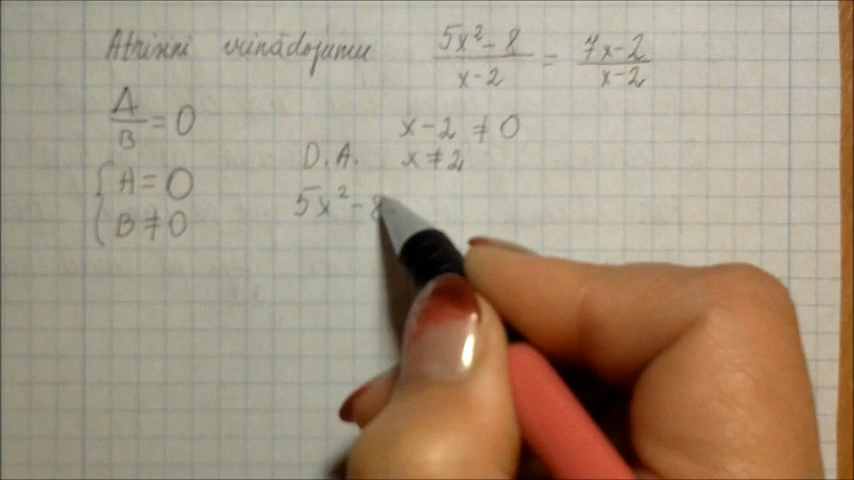 Atrisini vienādojumu 5x² - 8 / x - 2 = 7x - 2 / x - 2
A / B = 0
x - 2 ≠ 0
D.A. x ≠ 2
{ A = 0
B ≠ 0
5x² - 8